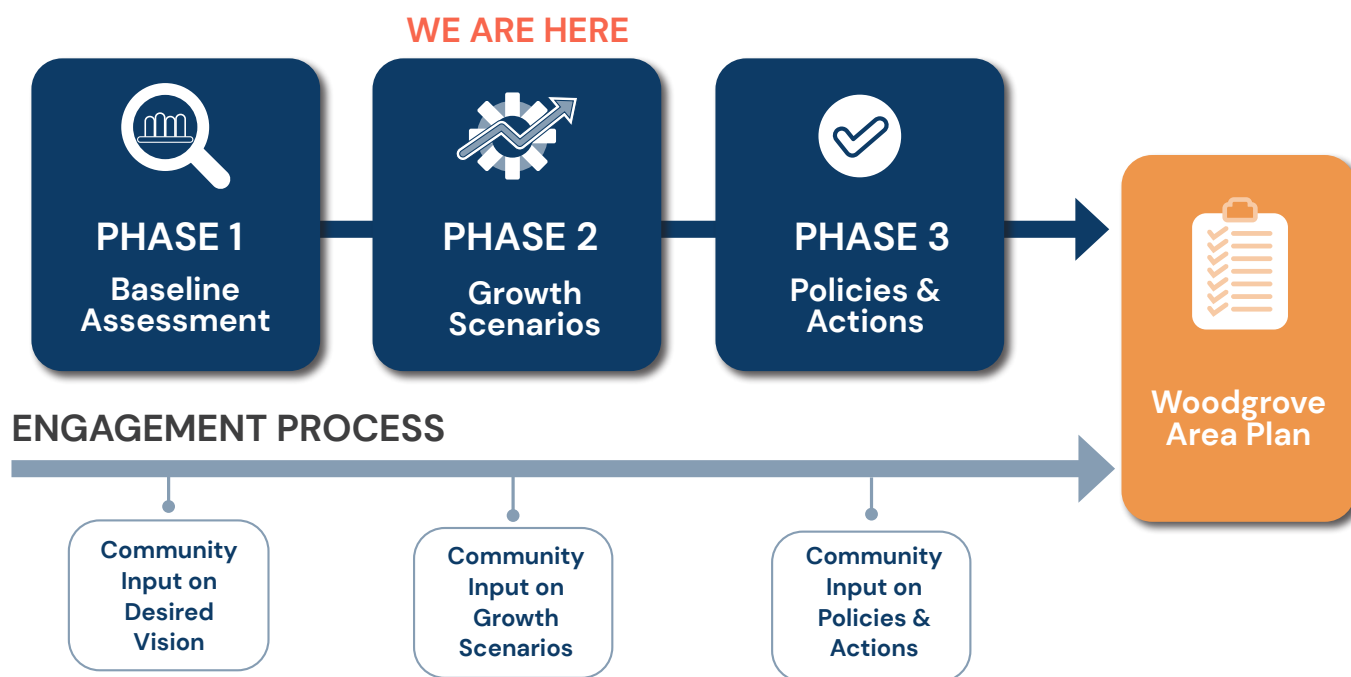 WE ARE HERE
PHASE 1
Baseline
Assessment
PHASE 2
Growth
Scenarios
PHASE 3
Policies &
Actions
Woodgrove
Area Plan
ENGAGEMENT PROCESS
Community
Input on
Desired
Vision
Community
Input on
Growth
Scenarios
Community
Input on
Policies &
Actions